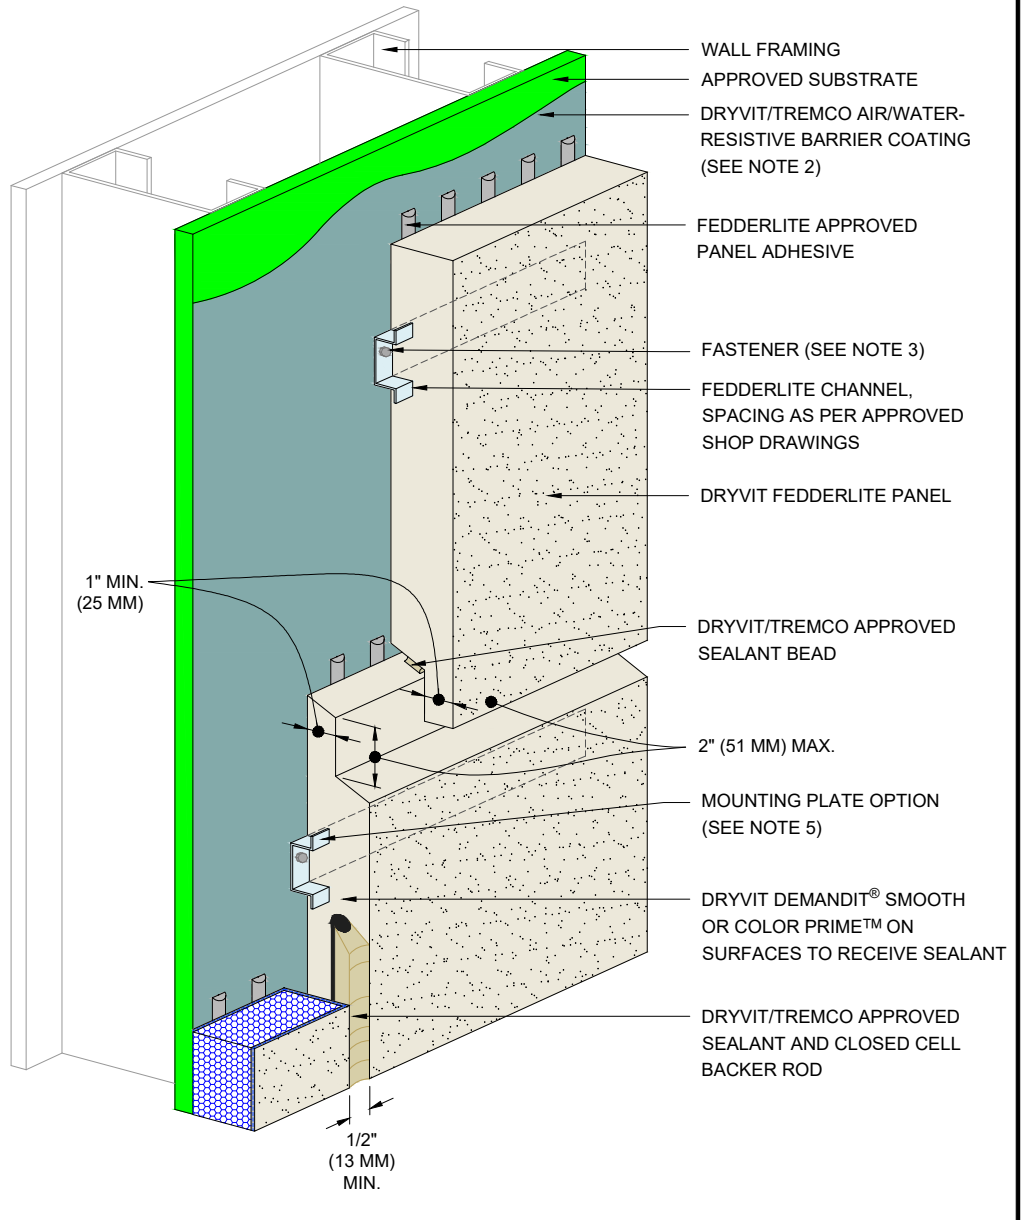 WALL FRAMING
APPROVED SUBSTRATE
DRYVIT/TREMCO AIR/WATER-
RESISTIVE BARRIER COATING
(SEE NOTE 2)
FEDDERLITE APPROVED
PANEL ADHESIVE
FASTENER (SEE NOTE 3)
FEDDERLITE CHANNEL,
SPACING AS PER APPROVED
SHOP DRAWINGS
DRYVIT FEDDERLITE PANEL
1" MIN.
(25 MM)
DRYVIT/TREMCO APPROVED
SEALANT BEAD
2" (51 MM) MAX.
MOUNTING PLATE OPTION
(SEE NOTE 5)
DRYVIT DEMANDIT® SMOOTH
OR COLOR PRIME™ ON
SURFACES TO RECEIVE SEALANT
DRYVIT/TREMCO APPROVED
SEALANT AND CLOSED CELL
BACKER ROD
1/2"
(13 MM)
MIN.